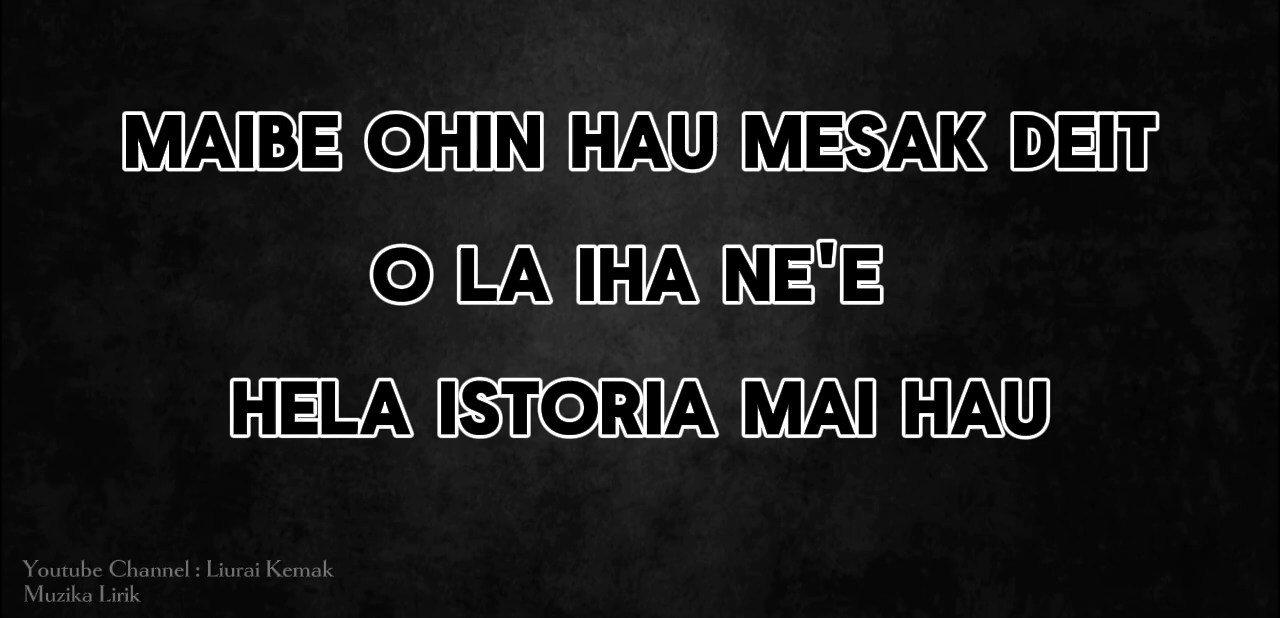 MAIBE OHIN HAU MESAK DEIT
O LA IHA NE'E
HELA ISTORIA MAI HAU
Youtube Channel : Liurai Kemak
Muzika Lirik